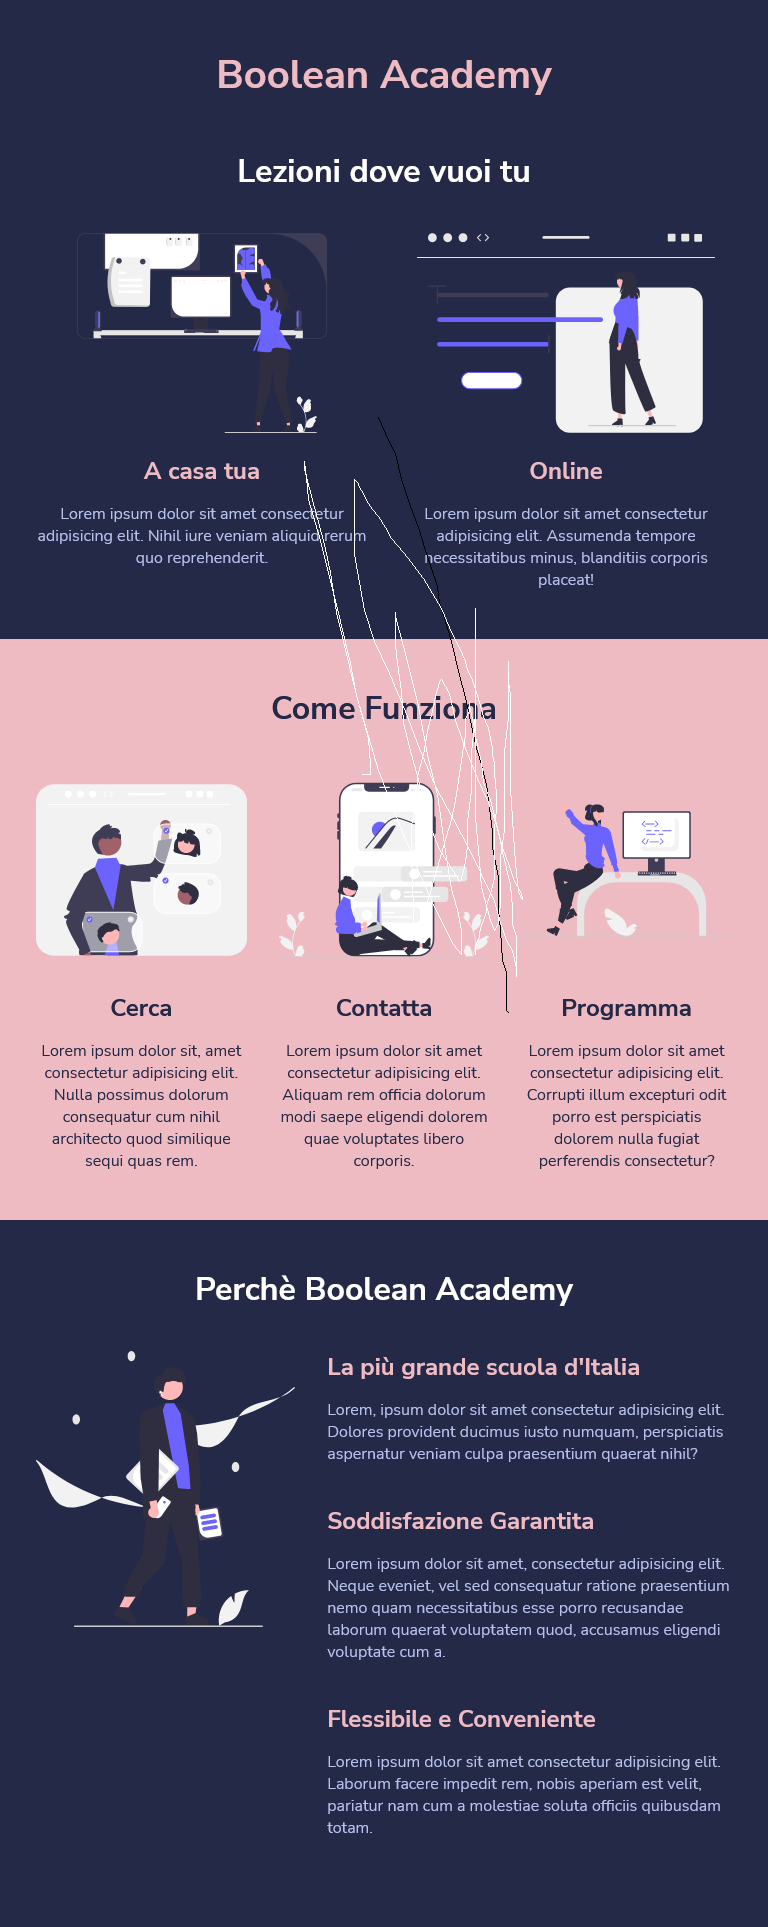 Boolean Academy
Lezioni dove vuoi tu
A casa tua
Lorem ipsum dolor sit amet consectetur
adipisicing elit. Nihil iure veniam aliquid rerum
quo reprehenderit.
Online
Lorem ipsum dolor sit amet consectetur
adipisicing elit. Assumenda tempore
necessitatibus minus, blanditiis corporis
placeat!
Come Funziona
Cerca
Lorem ipsum dolor sit, amet
consectetur adipisicing elit.
Nulla possimus dolorum
consequatur cum nihil
architecto quod similique
sequi quas rem.
Contatta
Lorem ipsum dolor sit amet
consectetur adipisicing elit.
Aliquam rem officia dolorum
modi saepe eligendi dolorem
quae voluptates libero
corporis.
Programma
Lorem ipsum dolor sit amet
consectetur adipisicing elit.
Corrupti illum excepturi odit
porro est perspiciatis
dolorem nulla fugiat
perferendis consectetur?
Perchè Boolean Academy
La più grande scuola d'Italia
Lorem, ipsum dolor sit amet consectetur adipisicing elit.
Dolores provident ducimus iusto numquam, perspiciatis
aspernatur veniam culpa praesentium quaerat nihil?
Soddisfazione Garantita
Lorem ipsum dolor sit amet, consectetur adipisicing elit.
Neque eveniet, vel sed consequatur ratione praesentium
nemo quam necessitatibus esse porro recusandae
laborum quaerat voluptatem quod, accusamus eligendi
voluptate cum a.
Flessibile e Conveniente
Lorem ipsum dolor sit amet consectetur adipisicing elit.
Laborum facere impedit rem, nobis aperiam est velit,
pariatur nam cum a molestiae soluta officiis quibusdam
totam.